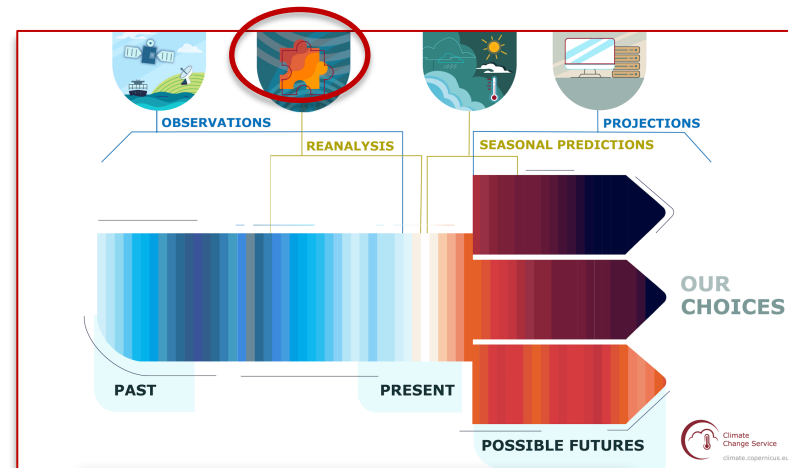 OBSERVATIONS
PROJECTIONS
REANALYSIS
SEASONAL PREDICTIONS
OUR
CHOICES
PAST
PRESENT
POSSIBLE FUTURES
Climate
Change Service
climate.copernicus.eu